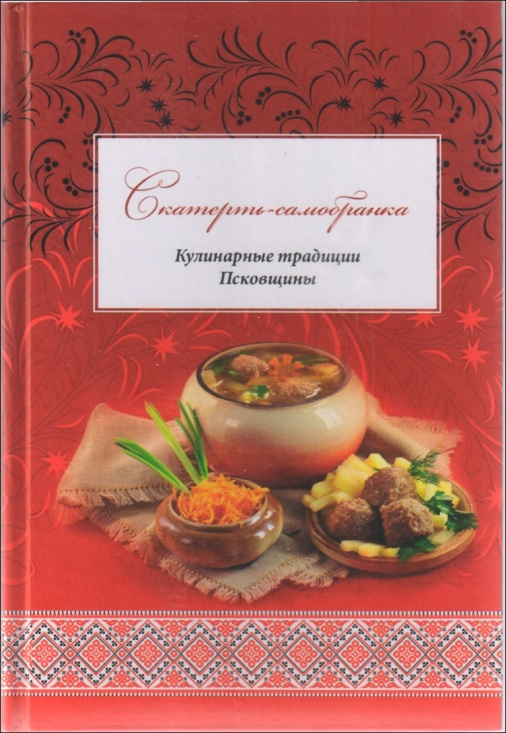 Скатерть-самобранка
Кулинарные традиции
Псковщины